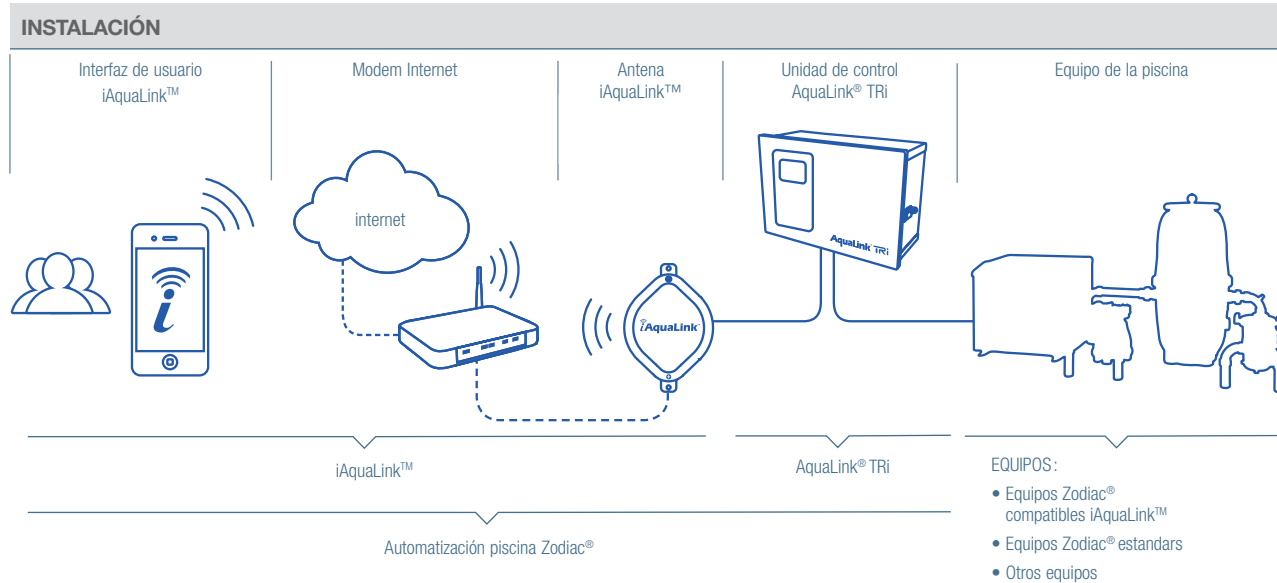 INSTALACIÓN
Interfaz de usuario
iAquaLink™
Modem Internet
Antena
iAquaLink™
Unidad de control
AquaLink® TRi
Equipo de la piscina
internet
AquaLink TRi
iAquaLink
iAquaLink™
AquaLink® TRi
EQUIPOS:
• Equipos Zodiac®
compatibles iAquaLink™
• Equipos Zodiac® estandars
• Otros equipos
Automatización piscina Zodiac®